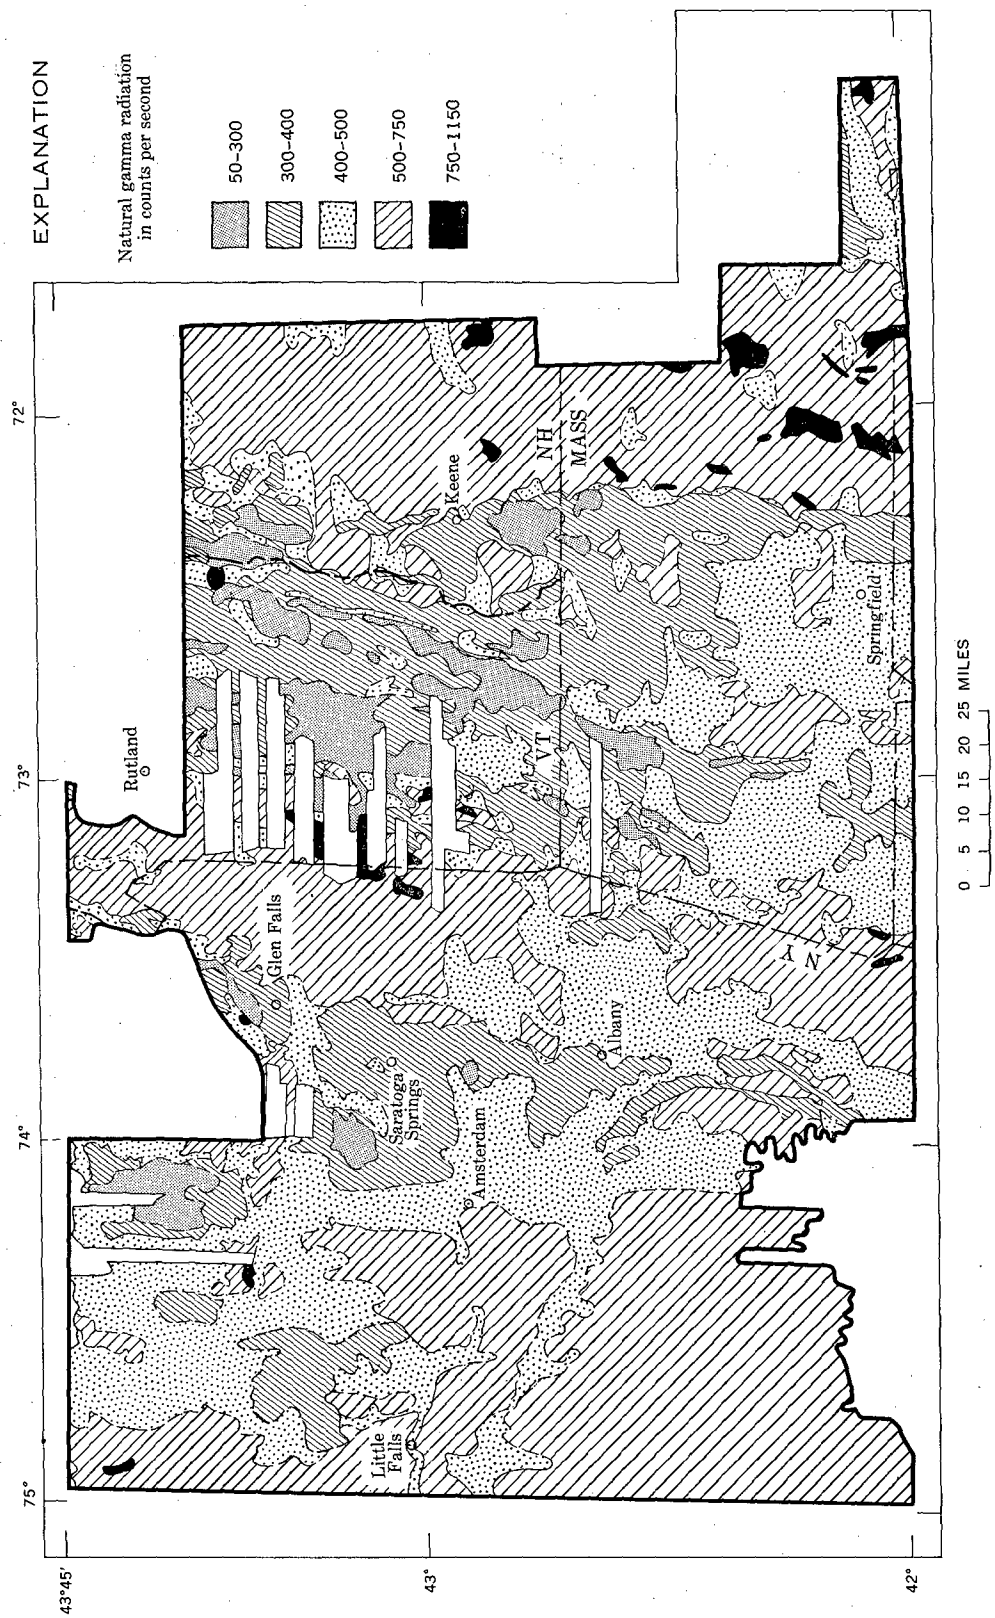 EXPLANATION
Natural gamma radiation
in counts per second
50-300
300-400
400-500
500-750
750-1150
75°
74°
73°
72°
43°45'
43°
42°
Rutland
Glen Falls
Saratoga
Springs
Amsterdam
Little
Falls
Albany
Keene
Springfield
NH
MASS
VT
N Y
0 5 10 15 20 25 MILES